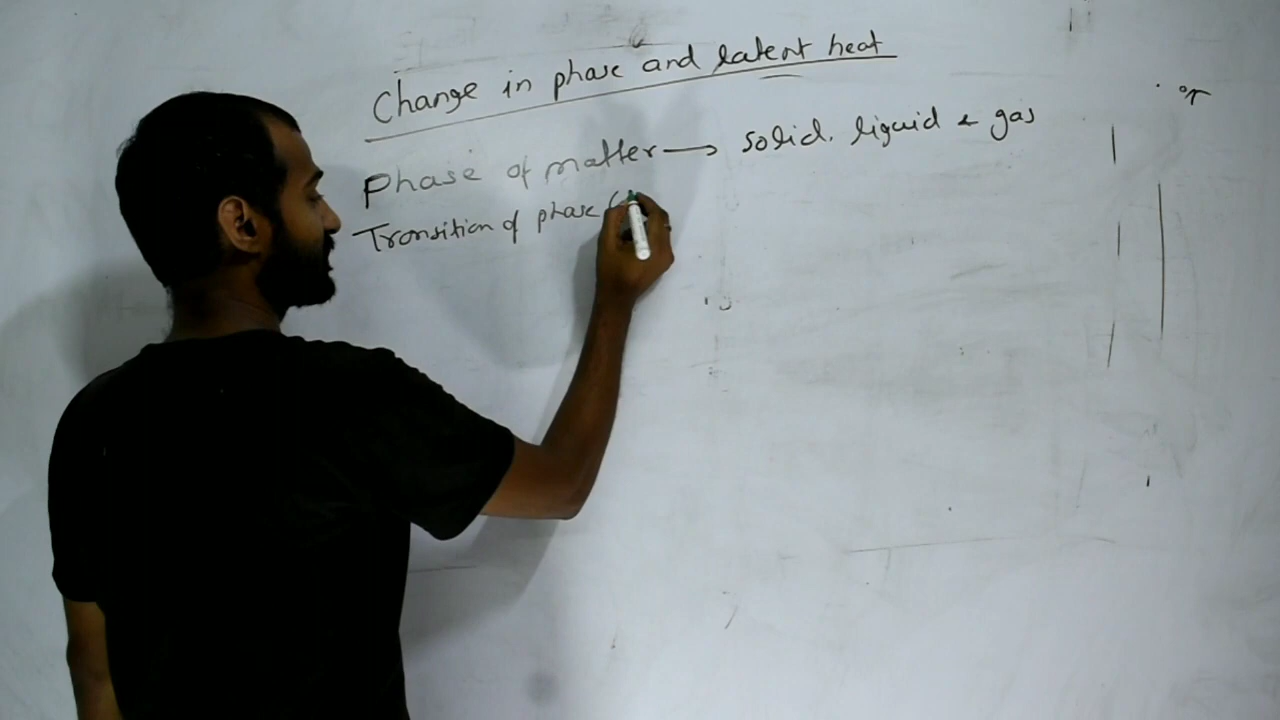 Change in phase and latent heat
Phase of matter → solid, liquid & gas
Transition of phase (